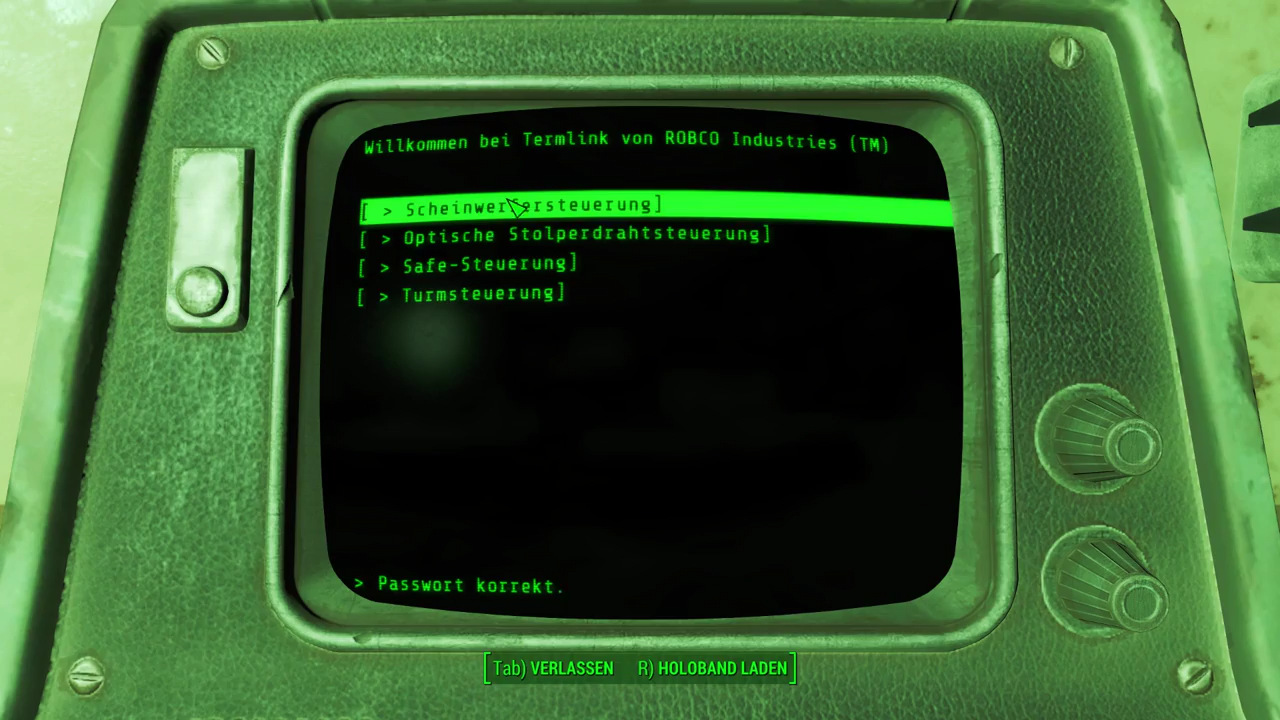 Willkommen bei Termlink von ROBCO Industries (TM)
[ > Scheinwerfersteuerung]
[ > Optische Stolperdrahtsteuerung]
[ > Safe-Steuerung]
[ > Turmsteuerung]
> Passwort korrekt.
Tab) VERLASSEN R) HOLOBAND LADEN